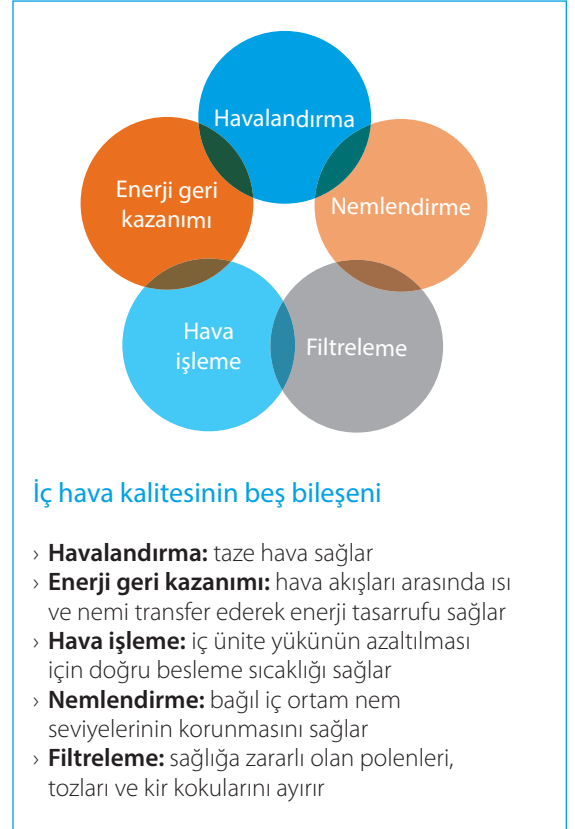 Havalandırma
Enerji geri
kazanımı
Nemlendirme
Hava
işleme
Filtreleme
İç hava kalitesinin beş bileşeni
› Havalandırma: taze hava sağlar
› Enerji geri kazanımı: hava akışları arasında ısı
ve nemi transfer ederek enerji tasarrufu sağlar
› Hava işleme: iç ünite yükünün azaltılması
için doğru besleme sıcaklığı sağlar
› Nemlendirme: bağıl iç ortam nem
seviyelerinin korunmasını sağlar
› Filtreleme: sağlığa zararlı olan polenleri,
tozları ve kir kokularını ayırır